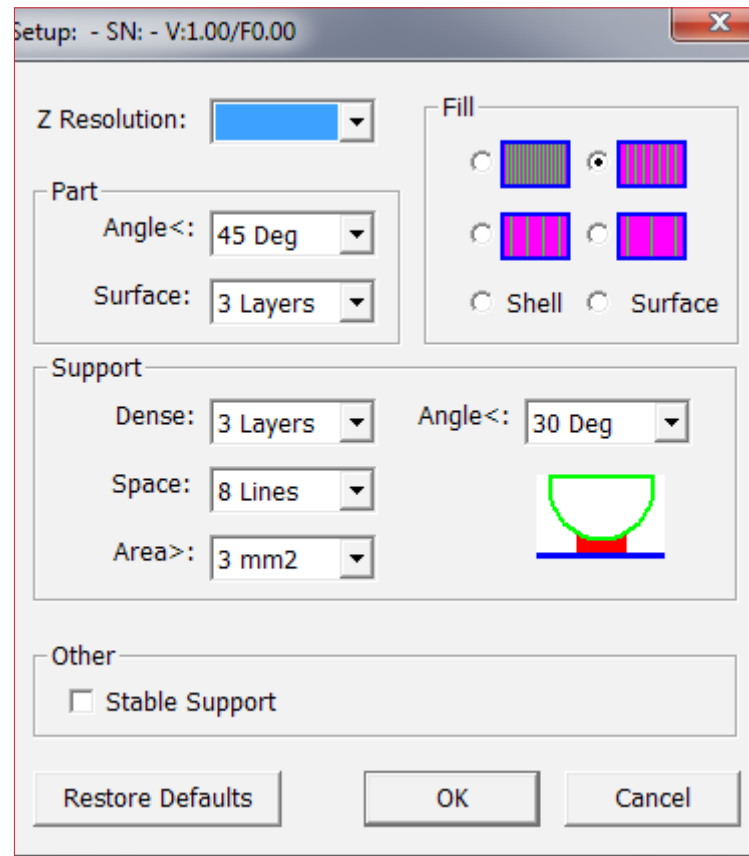 Setup: - SN: - V:1.00/F0.00
Z Resolution:
Fill
Part
Angle<: 45 Deg
Surface: 3 Layers
Shell Surface
Support
Dense: 3 Layers Angle<: 30 Deg
Space: 8 Lines
Area>: 3 mm2
Other
Stable Support
Restore Defaults OK Cancel